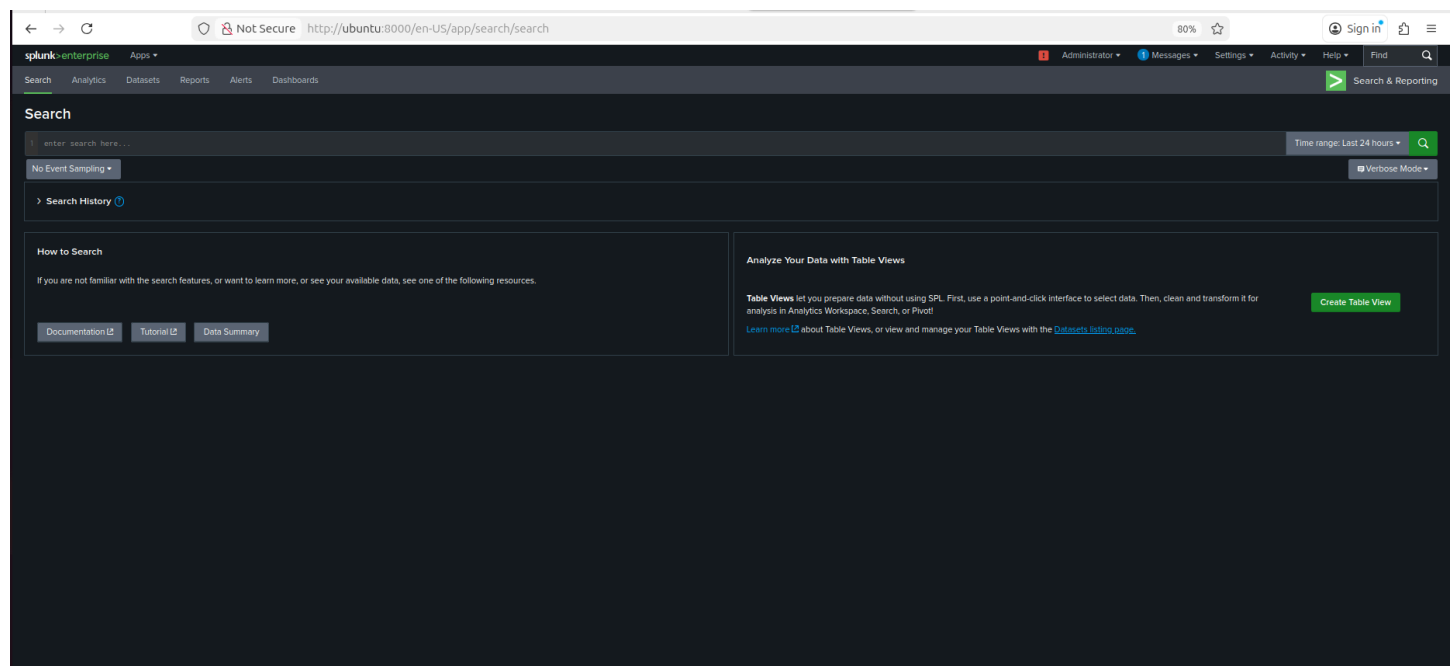 Not Secure http://ubuntu:8000/en-US/app/search/search 80% Sign in
splunk>enterprise Apps ! Administrator 1 Messages Settings Activity Help Find
Search Analytics Datasets Reports Alerts Dashboards > Search & Reporting
Search
1 enter search here... Time range: Last 24 hours
No Event Sampling Verbose Mode
> Search History ?
How to Search
If you are not familiar with the search features, or want to learn more, or see your available data, see one of the following resources.
Documentation Tutorial Data Summary
Analyze Your Data with Table Views
Table Views let you prepare data without using SPL. First, use a point-and-click interface to select data. Then, clean and transform it for
analysis in Analytics Workspace, Search, or Pivot!
Learn more about Table Views, or view and manage your Table Views with the Datasets listing page.
Create Table View